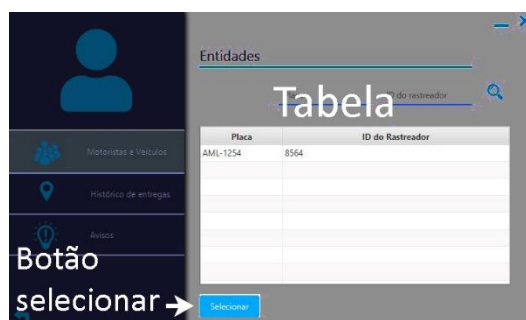 Entidades
ID do rastreador
Tabela
Placa ID do Rastreador
AML-1254 8564
Motoristas e Veículos
Histórico de entregas
Avisos
Botão
selecionar
Selecionar